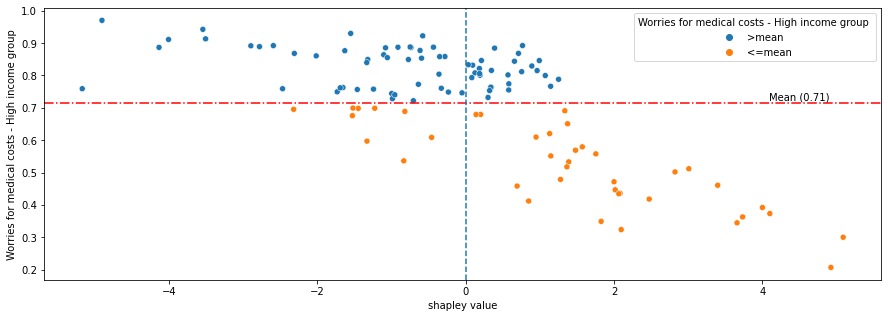 Worries for medical costs - High income group
>mean
<=mean
Mean (0.71)
1.0
0.9
0.8
0.7
0.6
0.5
0.4
0.3
0.2
Worries for medical costs - High income group
−4
−2
0
2
4
shapley value